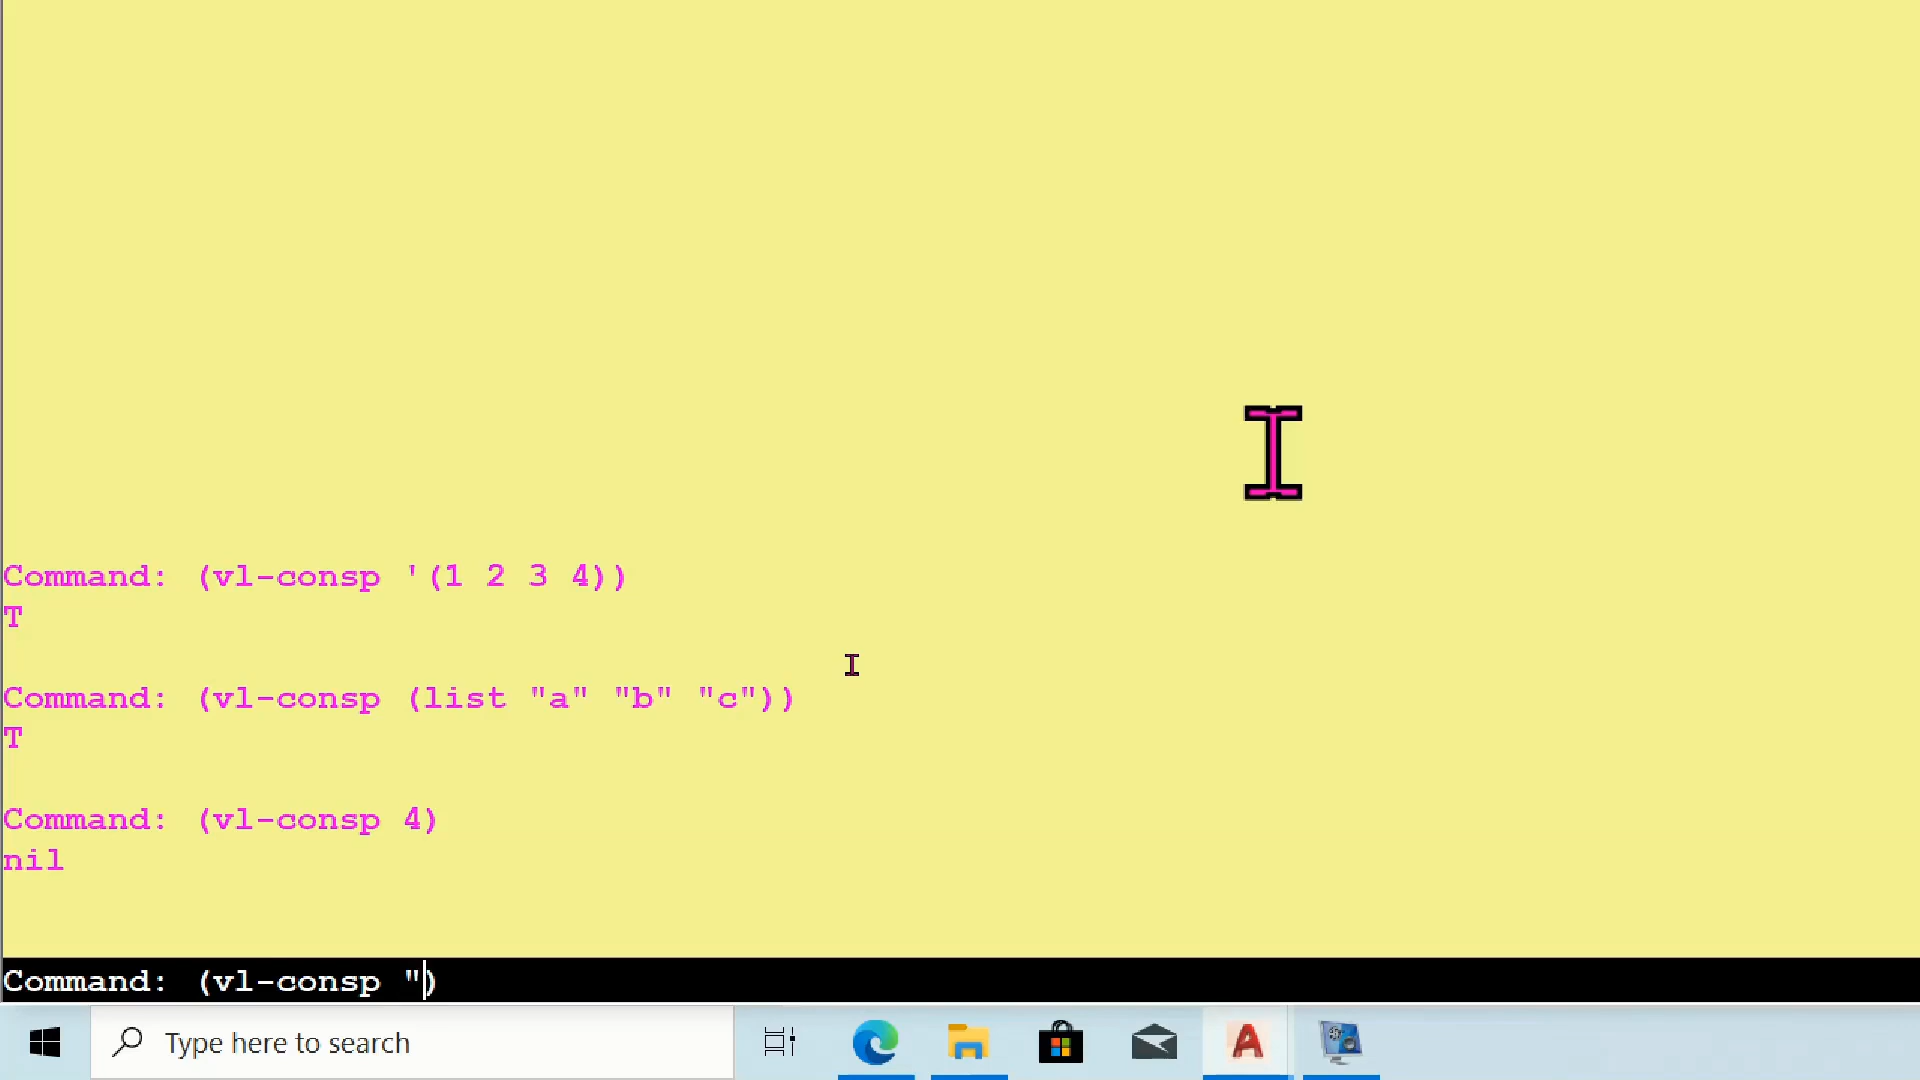 Command: (vl-consp '(1 2 3 4))
T
Command: (vl-consp (list "a" "b" "c"))
T
Command: (vl-consp 4)
nil
Command: (vl-consp ")
Type here to search